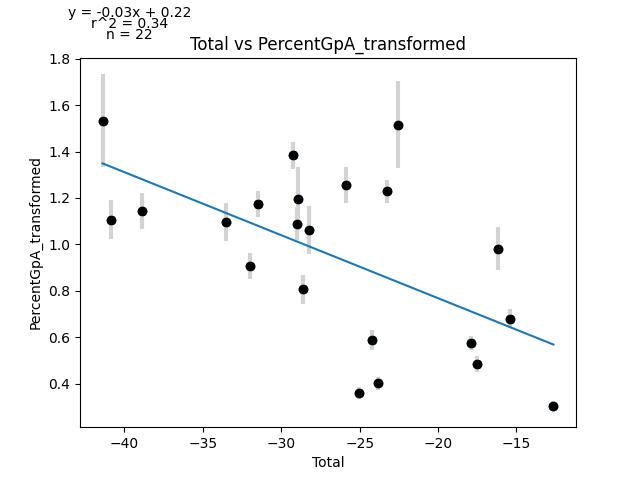 y = -0.03x + 0.22
r^2 = 0.34
n = 22
Total vs PercentGpA_transformed
1.8
1.6
1.4
1.2
1.0
0.8
0.6
0.4
PercentGpA_transformed
−40
−35
−30
−25
−20
−15
Total